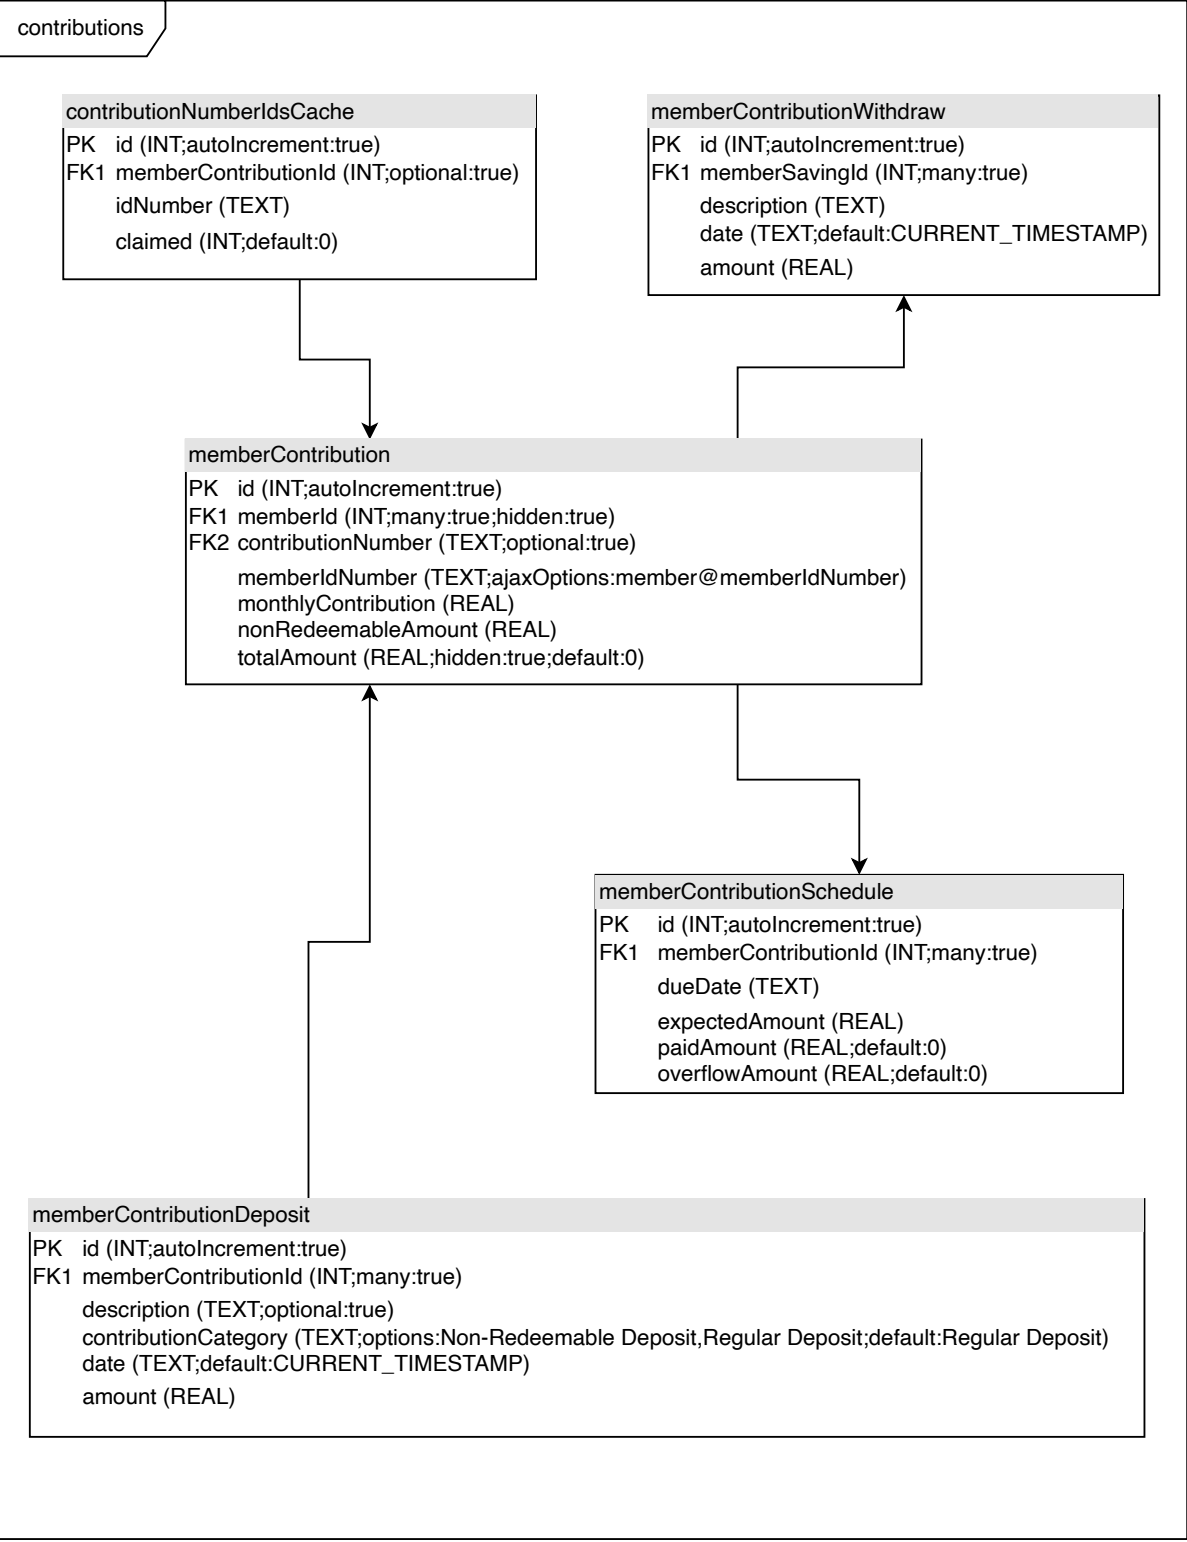 contributions
contributionNumberIdsCache
PK id (INT;autoIncrement:true)
FK1 memberContributionId (INT;optional:true)
idNumber (TEXT)
claimed (INT;default:0)
memberContributionWithdraw
PK id (INT;autoIncrement:true)
FK1 memberSavingId (INT;many:true)
description (TEXT)
date (TEXT;default:CURRENT_TIMESTAMP)
amount (REAL)
memberContribution
PK id (INT;autoIncrement:true)
FK1 memberId (INT;many:true;hidden:true)
FK2 contributionNumber (TEXT;optional:true)
memberIdNumber (TEXT;ajaxOptions:member@memberIdNumber)
monthlyContribution (REAL)
nonRedeemableAmount (REAL)
totalAmount (REAL;hidden:true;default:0)
memberContributionSchedule
PK id (INT;autoIncrement:true)
FK1 memberContributionId (INT;many:true)
dueDate (TEXT)
expectedAmount (REAL)
paidAmount (REAL;default:0)
overflowAmount (REAL;default:0)
memberContributionDeposit
PK id (INT;autoIncrement:true)
FK1 memberContributionId (INT;many:true)
description (TEXT;optional:true)
contributionCategory (TEXT;options:Non-Redeemable Deposit,Regular Deposit;default:Regular Deposit)
date (TEXT;default:CURRENT_TIMESTAMP)
amount (REAL)